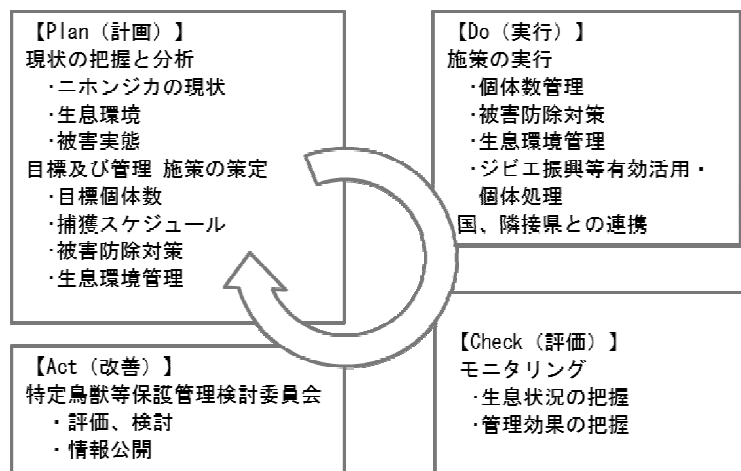 【Plan（計画）】
現状の把握と分析
・ニホンジカの現状
・生息環境
・被害実態
目標及び管理 施策の策定
・目標個体数
・捕獲スケジュール
・被害防除対策
・生息環境管理
【Do（実行）】
施策の実行
・個体数管理
・被害防除対策
・生息環境管理
・ジビエ振興等有効活用・
個体処理
国、隣接県との連携
【Check（評価）】
モニタリング
・生息状況の把握
・管理効果の把握
【Act（改善）】
特定鳥獣等保護管理検討委員会
・評価、検討
・情報公開